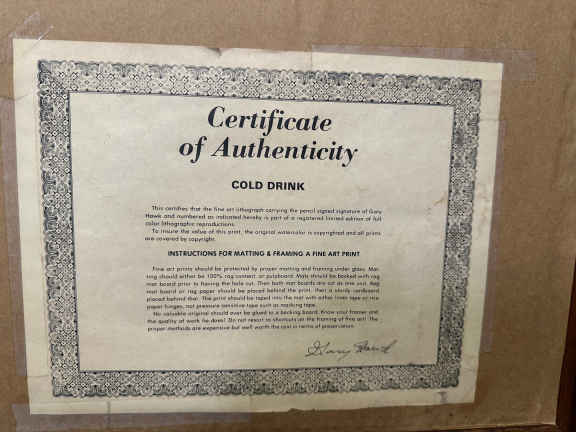 Certificate
of Authenticity
COLD DRINK
This certifies that the fine art lithograph carrying the pencil signed signature of Gary
Hawk and numbered as indicated hereby is part of a registered limited edition of full
color lithographic reproductions.
To insure the value of this print, the original watercolor is copyrighted and all prints
are covered by copyright.
INSTRUCTIONS FOR MATTING & FRAMING A FINE ART PRINT
Fine art prints should be protected by proper matting and framing under glass. Mat-
ting should either be 100% rag content or pulpboard. Mats should be backed with rag
mat board prior to having the hole cut. Then both mat boards are cut as one unit. Rag
mat board or rag paper should be placed behind the print, then a sturdy cardboard
placed behind that. The print should be taped into the mat with either linen tape or rice
paper hinges, not pressure sensitive tape such as masking tape.
No valuable original should ever be glued to a backing board. Know your framer and
the quality of work he does! Do not resort to shortcuts on the framing of fine art! The
proper methods are expensive but well worth the cost in terms of preservation.
Gary Hawk